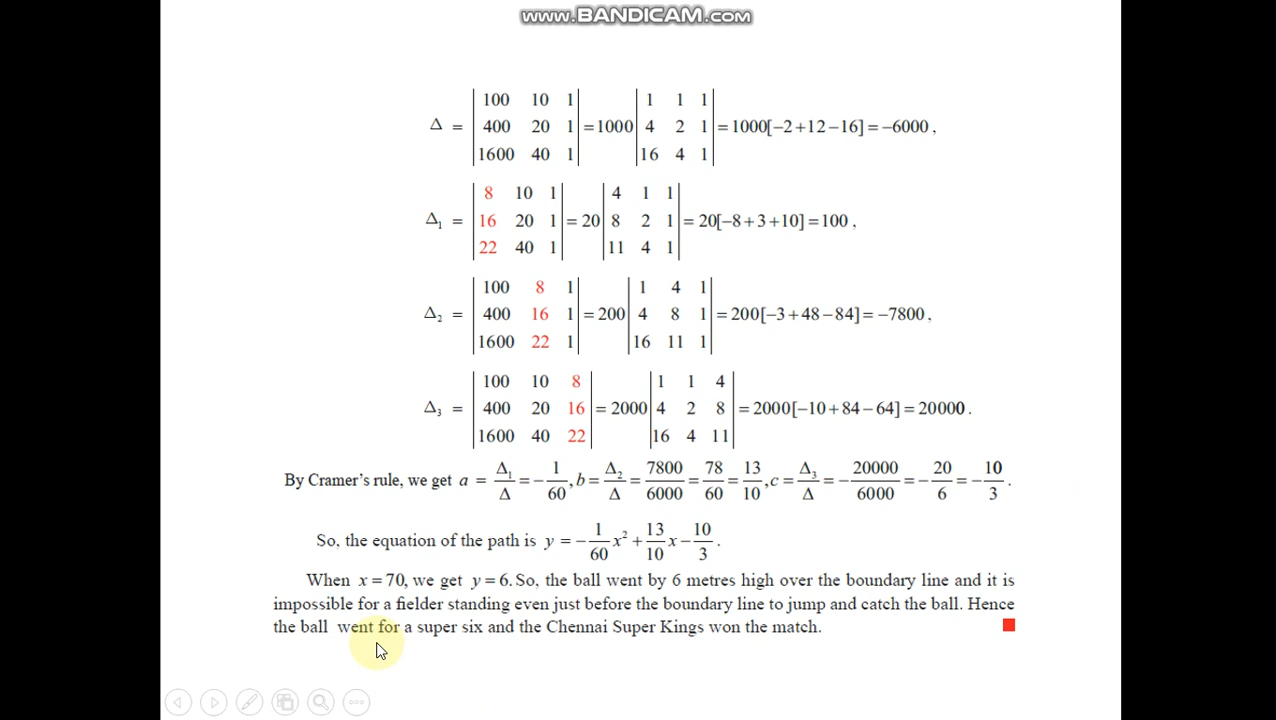 www.BANDICAM.com
Δ = |100 10 1; 400 20 1; 1600 40 1| = 1000 |1 1 1; 4 2 1; 16 4 1| = 1000[−2+12−16] = −6000,
Δ₁ = |8 10 1; 16 20 1; 22 40 1| = 20 |4 1 1; 8 2 1; 11 4 1| = 20[−8+3+10] = 100,
Δ₂ = |100 8 1; 400 16 1; 1600 22 1| = 200 |1 4 1; 4 8 1; 16 11 1| = 200[−3+48−84] = −7800,
Δ₃ = |100 10 8; 400 20 16; 1600 40 22| = 2000 |1 1 4; 4 2 8; 16 4 11| = 2000[−10+84−64] = 20000.
By Cramer's rule, we get a = Δ₁/Δ = −1/60, b = Δ₂/Δ = 7800/6000 = 78/60 = 13/10, c = Δ₃/Δ = −20000/6000 = −20/6 = −10/3.
So, the equation of the path is y = −1/60 x² + 13/10 x − 10/3.
When x = 70, we get y = 6. So, the ball went by 6 metres high over the boundary line and it is
impossible for a fielder standing even just before the boundary line to jump and catch the ball. Hence
the ball went for a super six and the Chennai Super Kings won the match.